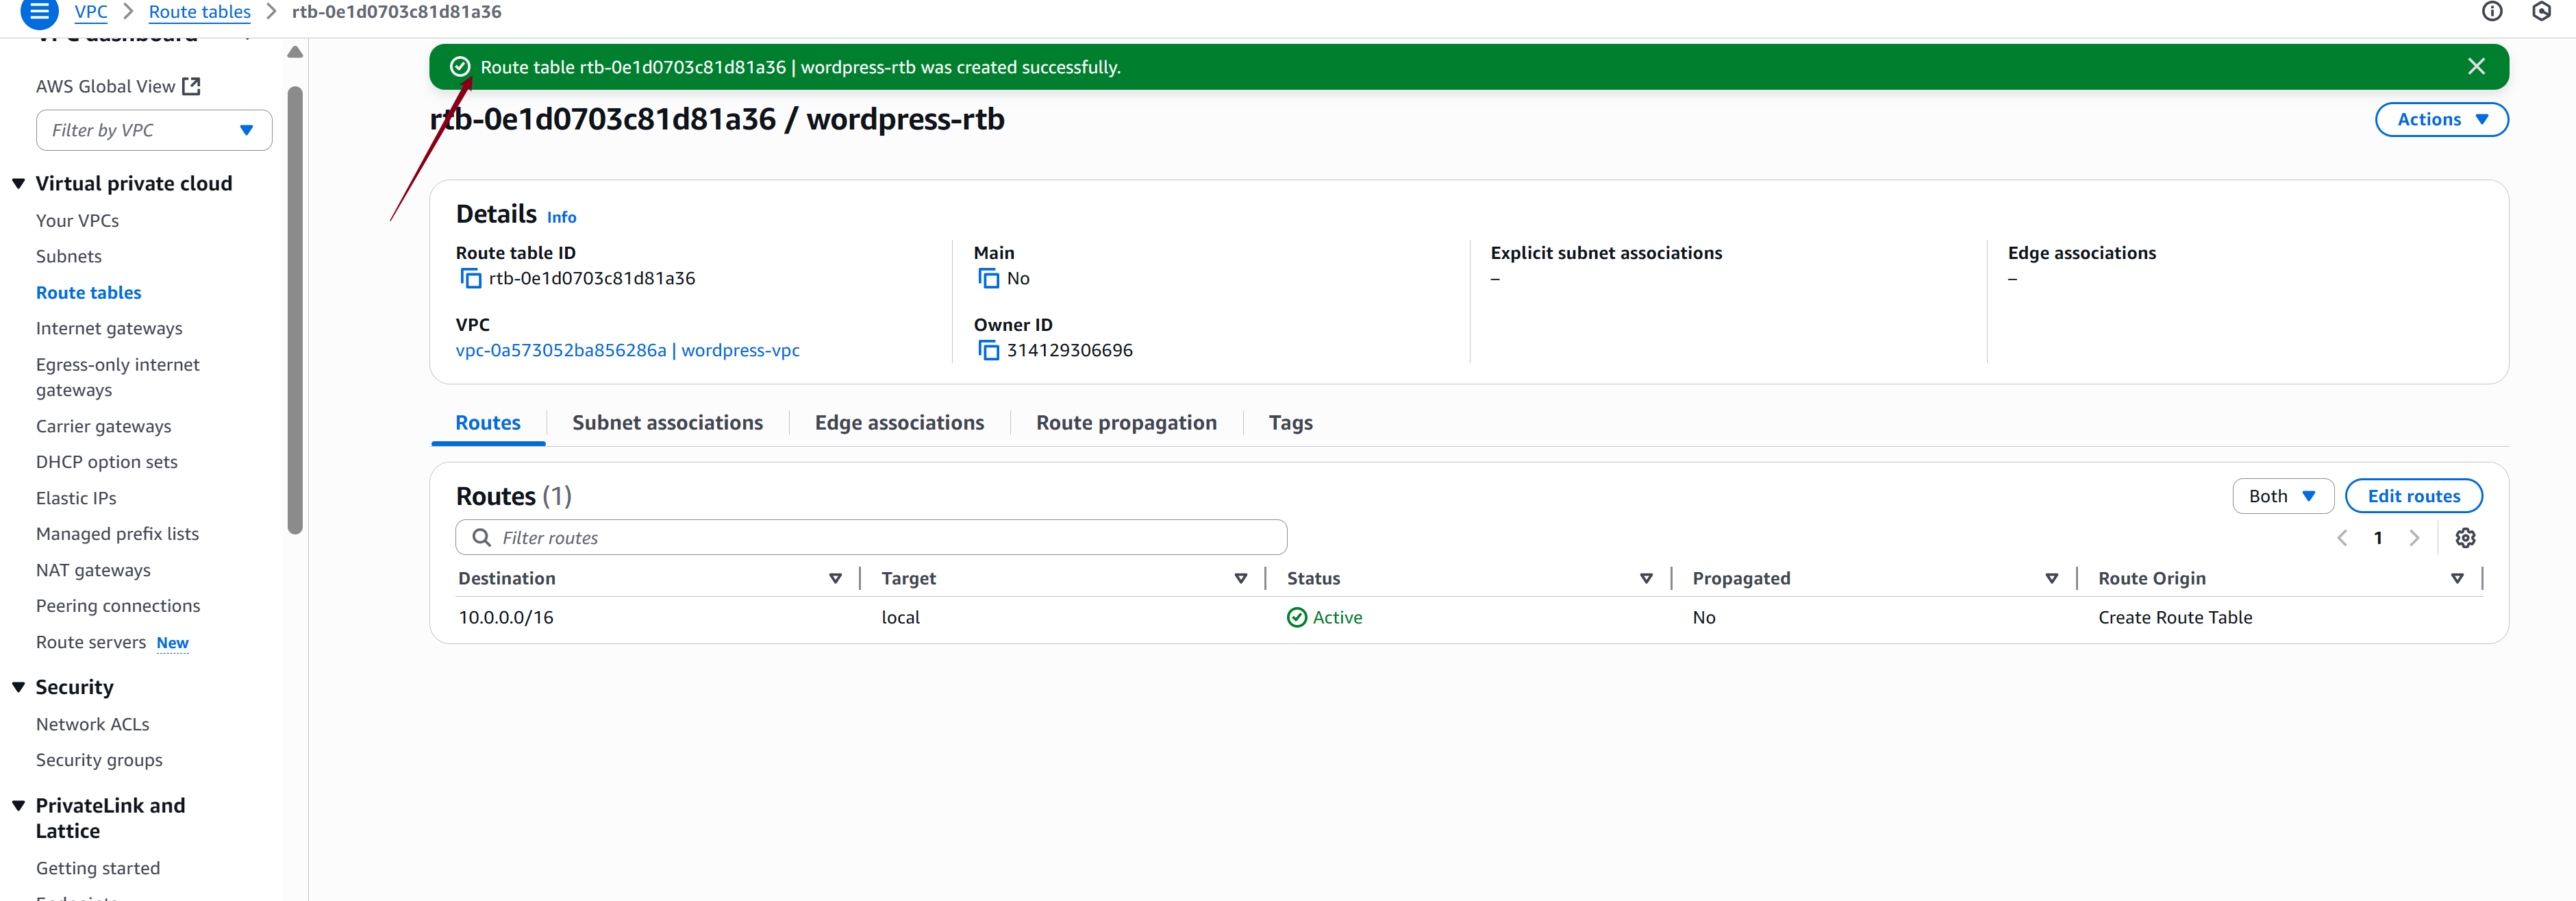 VPC > Route tables > rtb-0e1d0703c81d81a36
VPC dashboard
AWS Global View
Filter by VPC
Virtual private cloud
Your VPCs
Subnets
Route tables
Internet gateways
Egress-only internet
gateways
Carrier gateways
DHCP option sets
Elastic IPs
Managed prefix lists
NAT gateways
Peering connections
Route servers New
Security
Network ACLs
Security groups
PrivateLink and
Lattice
Getting started
Route table rtb-0e1d0703c81d81a36 | wordpress-rtb was created successfully.
rtb-0e1d0703c81d81a36 / wordpress-rtb
Actions
Details Info
Route table ID
rtb-0e1d0703c81d81a36
Main
No
Explicit subnet associations
–
Edge associations
–
VPC
vpc-0a573052ba856286a | wordpress-vpc
Owner ID
314129306696
Routes
Subnet associations
Edge associations
Route propagation
Tags
Routes (1)
Both
Edit routes
Filter routes
1
Destination Target Status Propagated Route Origin
10.0.0.0/16 local Active No Create Route Table